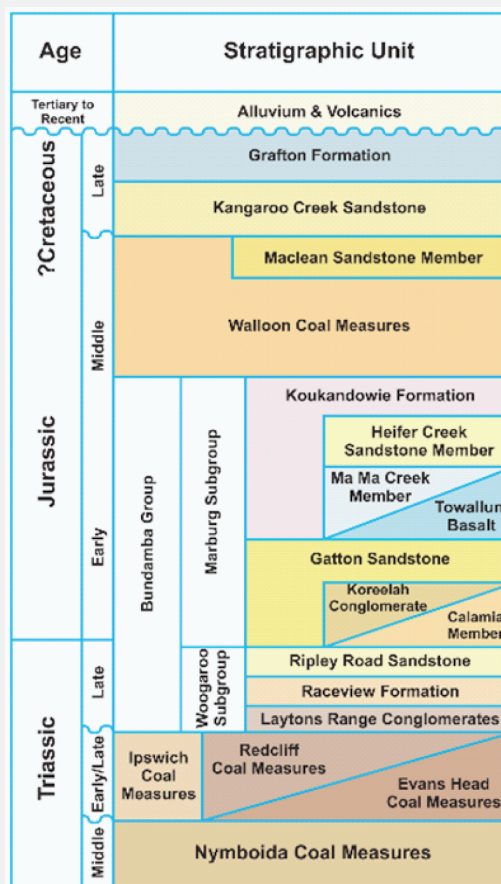 Age
Stratigraphic Unit
Tertiary to
Recent
Alluvium & Volcanics
?Cretaceous
Late
Grafton Formation
Kangaroo Creek Sandstone
Jurassic
Middle
Maclean Sandstone Member
Walloon Coal Measures
Early
Bundamba Group
Marburg Subgroup
Koukandowie Formation
Heifer Creek
Sandstone Member
Ma Ma Creek
Member
Towallum
Basalt
Gatton Sandstone
Koreelah
Conglomerate
Calamia
Member
Triassic
Late
Woogaroo
Subgroup
Ripley Road Sandstone
Raceview Formation
Laytons Range Conglomerates
Early/Late
Ipswich
Coal
Measures
Redcliff
Coal Measures
Evans Head
Coal Measures
Middle
Nymboida Coal Measures